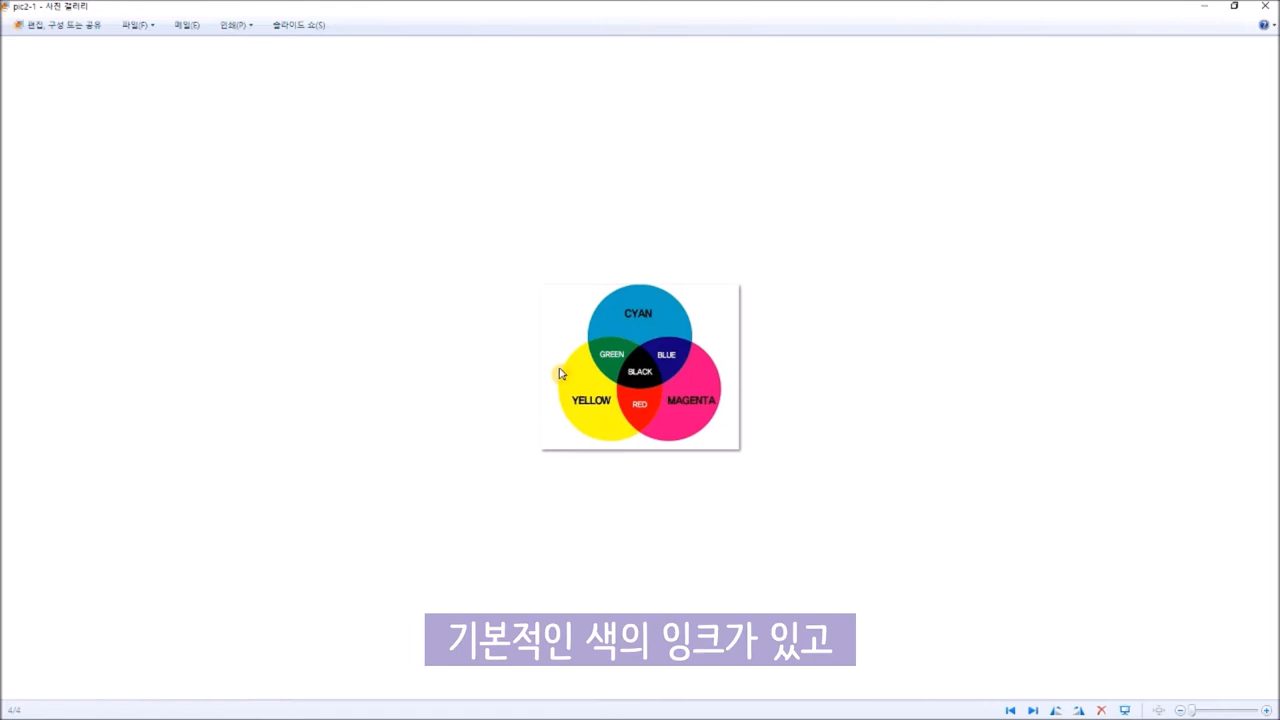 pic2-1 - 사진 갤러리
편집, 구성 또는 공유 파일(F) 메일(E) 인쇄(P) 슬라이드 쇼(S)
CYAN
GREEN BLUE
BLACK
YELLOW RED MAGENTA
기본적인 색의 잉크가 있고
4/4